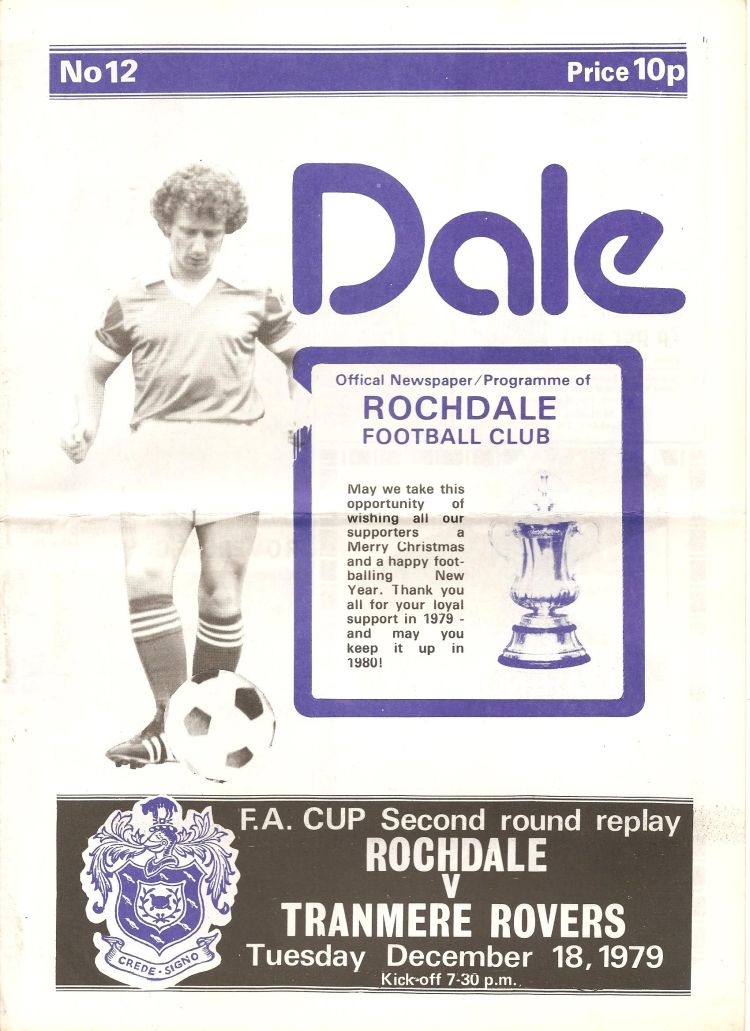 No 12
Price 10p
Dale
Offical Newspaper/Programme of
ROCHDALE
FOOTBALL CLUB
May we take this
opportunity of
wishing all our
supporters a
Merry Christmas
and a happy foot-
balling New
Year. Thank you
all for your loyal
support in 1979 -
and may you
keep it up in
1980!
F.A. CUP Second round replay
ROCHDALE
V
TRANMERE ROVERS
Tuesday December 18, 1979
Kick-off 7-30 p.m.
CREDE · SIGNO